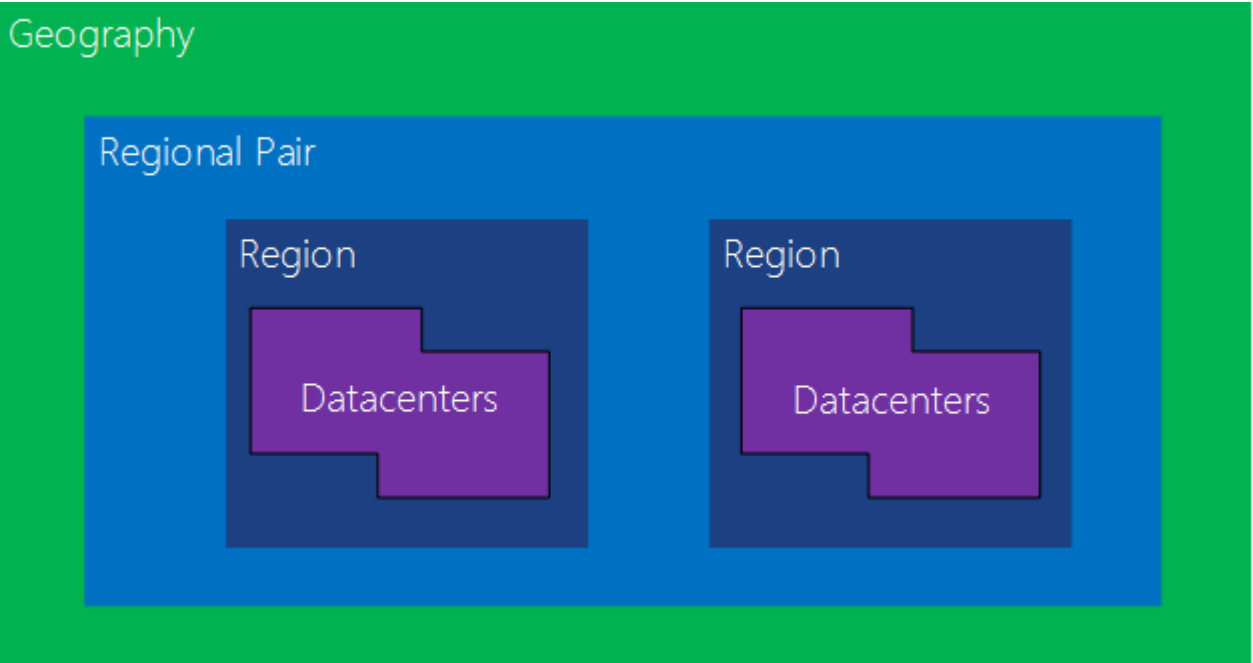 Geography
Regional Pair
Region
Region
Datacenters
Datacenters